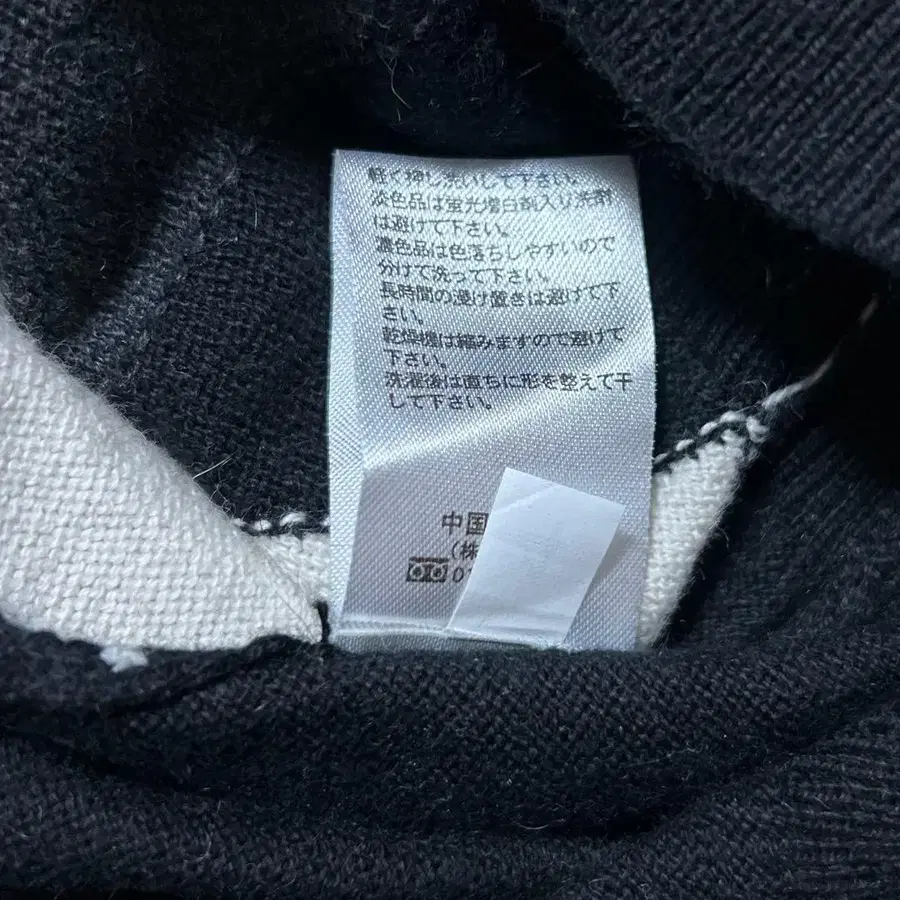 軽く押し洗いして下さい。
淡色品は蛍光増白剤入り洗剤
は避けて下さい。
濃色品は色落ちしやすいので
分けて洗って下さい。
長時間の浸け置きは避けて下
さい。
乾燥機は縮みますので避けて
下さい。
洗濯後は直ちに形を整えて干
して下さい。
中国
(株
01